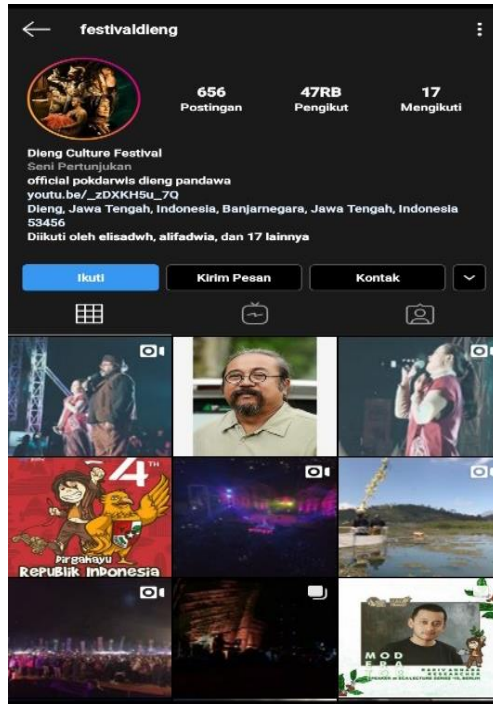 festivaldieng
656 47RB 17
Postingan Pengikut Mengikuti
Dieng Culture Festival
Seni Pertunjukan
official pokdarwis dieng pandawa
youtu.be/_zDXKH5u_7Q
Dieng, Jawa Tengah, Indonesia, Banjarnegara, Jawa Tengah, Indonesia
53456
Diikuti oleh elisadwh, alifadwia, dan 17 lainnya
Ikuti Kirim Pesan Kontak
74TH
Dirgahayu
Republik Indonesia
MOD
ERA
TOR